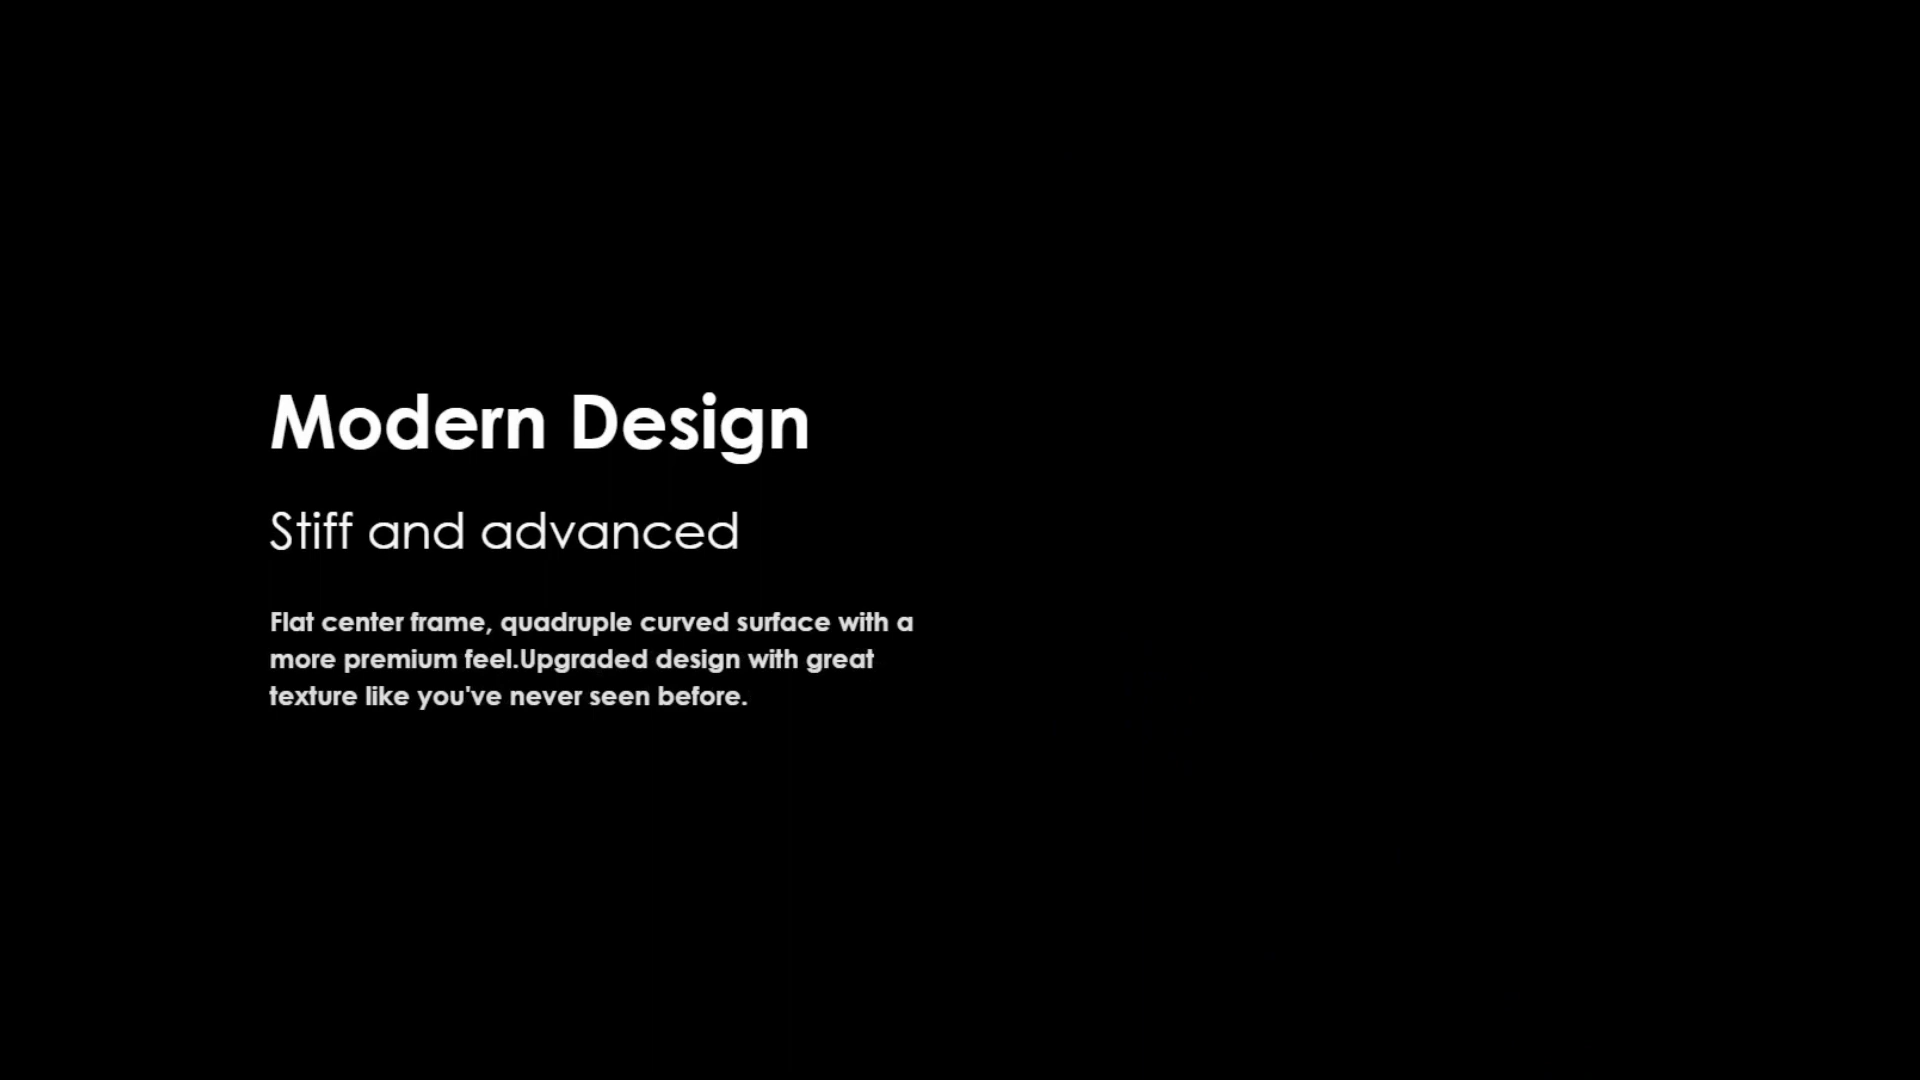 Modern Design
Stiff and advanced
Flat center frame, quadruple curved surface with a
more premium feel.Upgraded design with great
texture like you've never seen before.